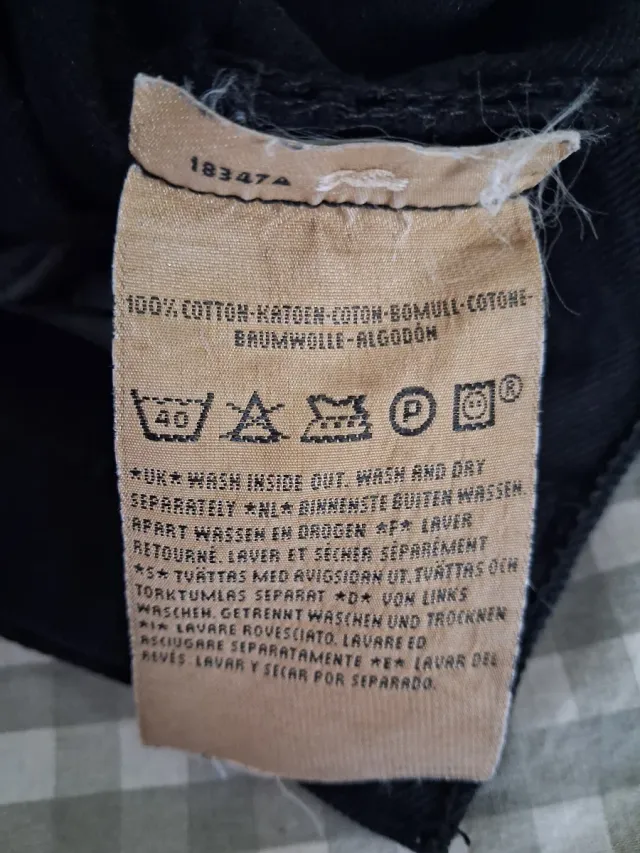 18347A
100% COTTON-KATOEN-COTON-BOMULL-COTONE-
BAUMWOLLE-ALGODÓN
40 P ®
*UK* WASH INSIDE OUT. WASH AND DRY
SEPARATELY *NL* BINNENSTE BUITEN WASSEN.
APART WASSEN EN DROGEN *F* LAVER
RETOURNÉ. LAVER ET SÉCHER SÉPARÉMENT
*S* TVÄTTAS MED AVIGSIDAN UT. TVÄTTAS OCH
TORKTUMLAS SEPARAT *D* VON LINKS
WASCHEN. GETRENNT WASCHEN UND TROCKNEN
*I* LAVARE ROVESCIATO. LAVARE ED
ASCIUGARE SEPARATAMENTE *E* LAVAR DEL
REVÉS. LAVAR Y SECAR POR SEPARADO.